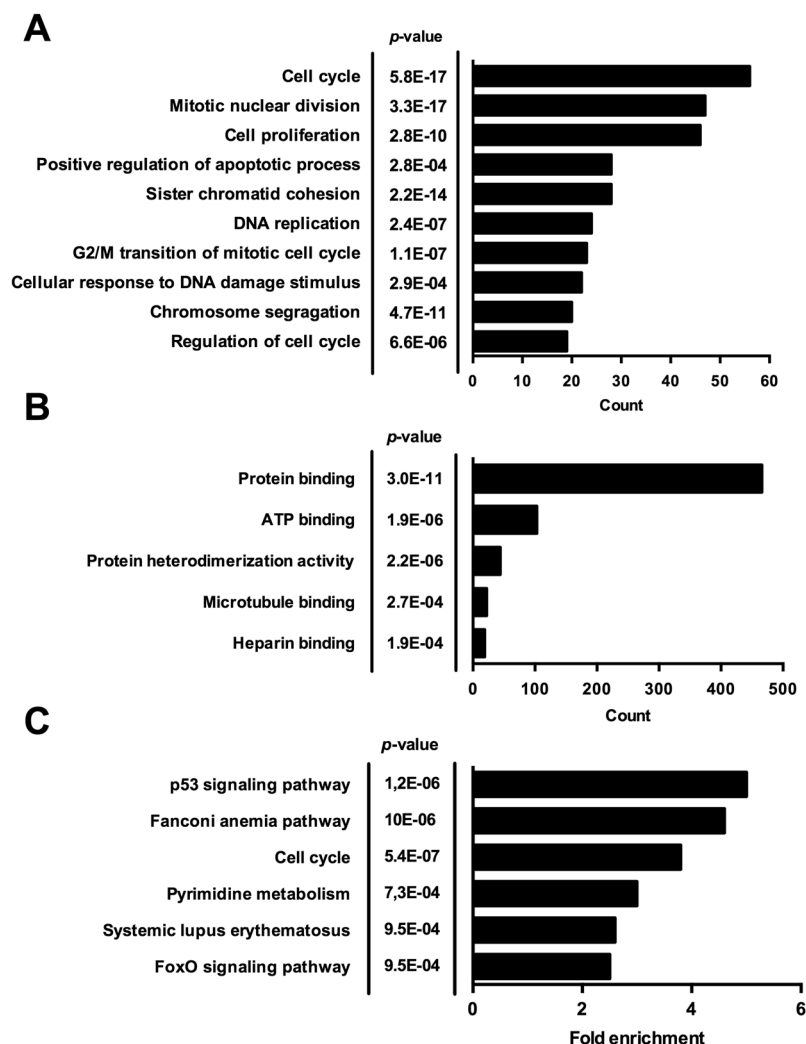 A
p-value
Cell cycle 5.8E-17
Mitotic nuclear division 3.3E-17
Cell proliferation 2.8E-10
Positive regulation of apoptotic process 2.8E-04
Sister chromatid cohesion 2.2E-14
DNA replication 2.4E-07
G2/M transition of mitotic cell cycle 1.1E-07
Cellular response to DNA damage stimulus 2.9E-04
Chromosome segragation 4.7E-11
Regulation of cell cycle 6.6E-06
0 10 20 30 40 50 60
Count
B
p-value
Protein binding 3.0E-11
ATP binding 1.9E-06
Protein heterodimerization activity 2.2E-06
Microtubule binding 2.7E-04
Heparin binding 1.9E-04
0 100 200 300 400 500
Count
C
p-value
p53 signaling pathway 1,2E-06
Fanconi anemia pathway 10E-06
Cell cycle 5.4E-07
Pyrimidine metabolism 7,3E-04
Systemic lupus erythematosus 9.5E-04
FoxO signaling pathway 9.5E-04
0 2 4 6
Fold enrichment